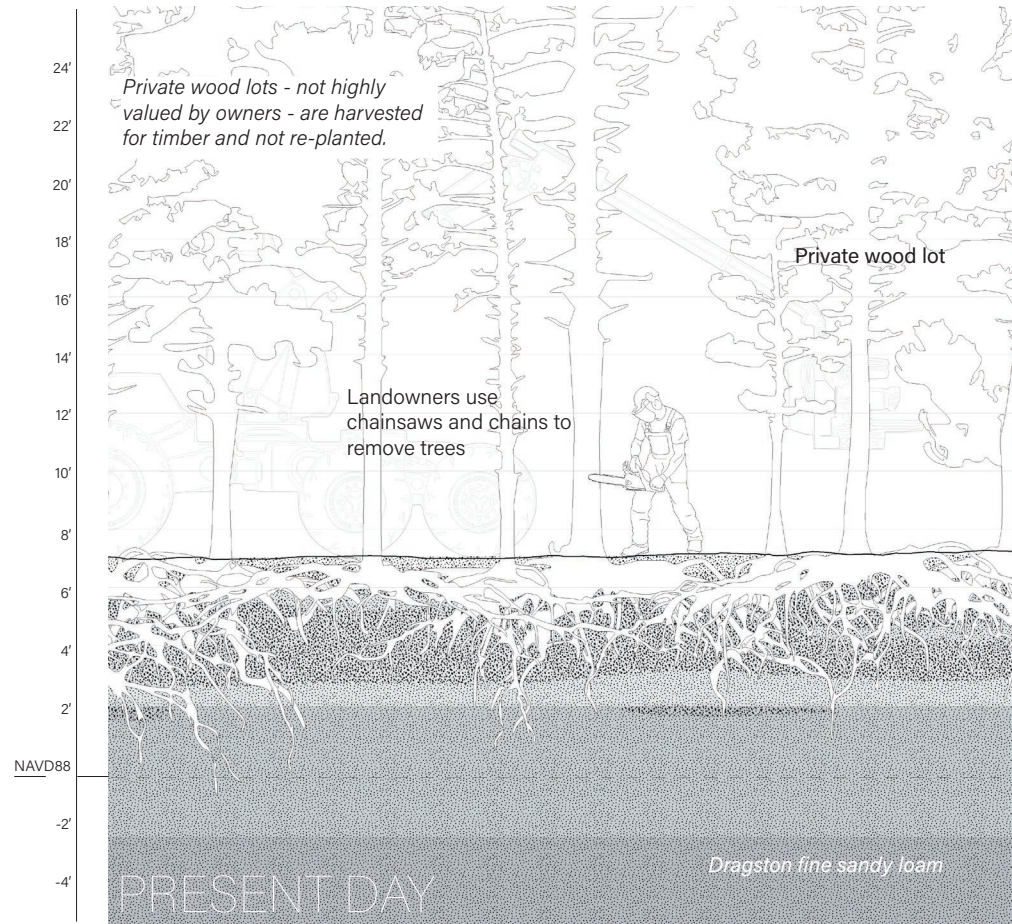 24'
Private wood lots - not highly
valued by owners - are harvested
for timber and not re-planted.
22'
20'
18'
Private wood lot
16'
14'
Landowners use
chainsaws and chains to
remove trees
12'
10'
8'
6'
4'
2'
NAVD88
-2'
Dragston fine sandy loam
-4'
PRESENT DAY